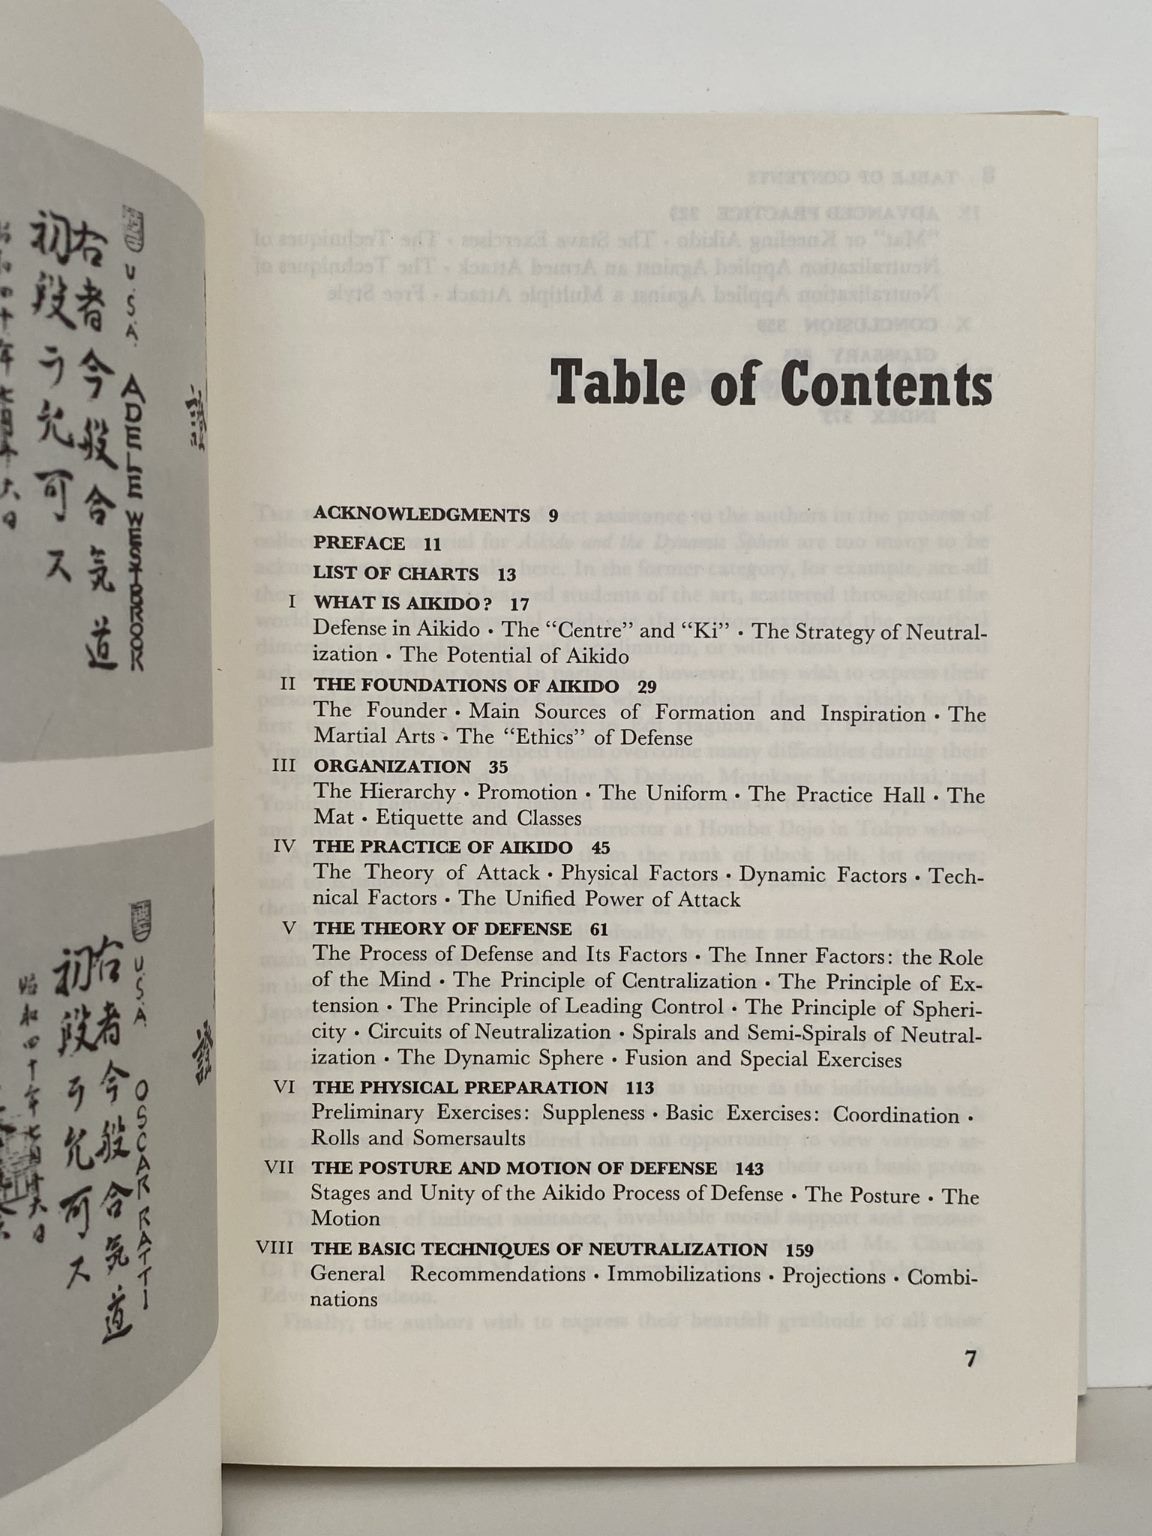 右者今般合気道
初段ヲ允可ス
U.S.A. ADELE WESTBROOK
右者今般合気道
初段ヲ允可ス
昭和四十年七月十六日
U.S.A. OSCAR RATTI
Table of Contents
ACKNOWLEDGMENTS 9
PREFACE 11
LIST OF CHARTS 13
I WHAT IS AIKIDO? 17
Defense in Aikido · The “Centre” and “Ki” · The Strategy of Neutral-
ization · The Potential of Aikido
II THE FOUNDATIONS OF AIKIDO 29
The Founder · Main Sources of Formation and Inspiration · The
Martial Arts · The “Ethics” of Defense
III ORGANIZATION 35
The Hierarchy · Promotion · The Uniform · The Practice Hall · The
Mat · Etiquette and Classes
IV THE PRACTICE OF AIKIDO 45
The Theory of Attack · Physical Factors · Dynamic Factors · Tech-
nical Factors · The Unified Power of Attack
V THE THEORY OF DEFENSE 61
The Process of Defense and Its Factors · The Inner Factors: the Role
of the Mind · The Principle of Centralization · The Principle of Ex-
tension · The Principle of Leading Control · The Principle of Spheri-
city · Circuits of Neutralization · Spirals and Semi-Spirals of Neutral-
ization · The Dynamic Sphere · Fusion and Special Exercises
VI THE PHYSICAL PREPARATION 113
Preliminary Exercises: Suppleness · Basic Exercises: Coordination ·
Rolls and Somersaults
VII THE POSTURE AND MOTION OF DEFENSE 143
Stages and Unity of the Aikido Process of Defense · The Posture · The
Motion
VIII THE BASIC TECHNIQUES OF NEUTRALIZATION 159
General Recommendations · Immobilizations · Projections · Combi-
nations
7